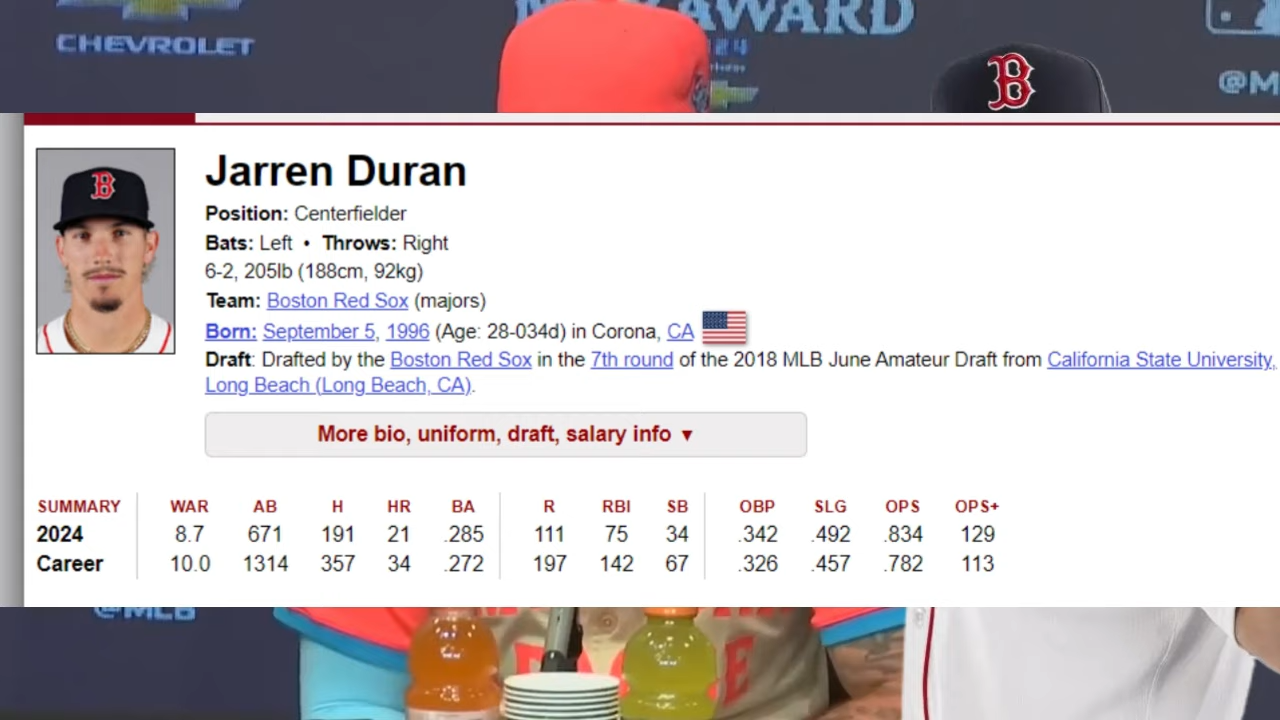 CHEVROLET
AWARD
@M
B
B
Jarren Duran
Position: Centerfielder
Bats: Left • Throws: Right
6-2, 205lb (188cm, 92kg)
Team: Boston Red Sox (majors)
Born: September 5, 1996 (Age: 28-034d) in Corona, CA
Draft: Drafted by the Boston Red Sox in the 7th round of the 2018 MLB June Amateur Draft from California State University,
Long Beach (Long Beach, CA).
More bio, uniform, draft, salary info ▼
SUMMARY WAR AB H HR BA R RBI SB OBP SLG OPS OPS+
2024 8.7 671 191 21 .285 111 75 34 .342 .492 .834 129
Career 10.0 1314 357 34 .272 197 142 67 .326 .457 .782 113
@MLB